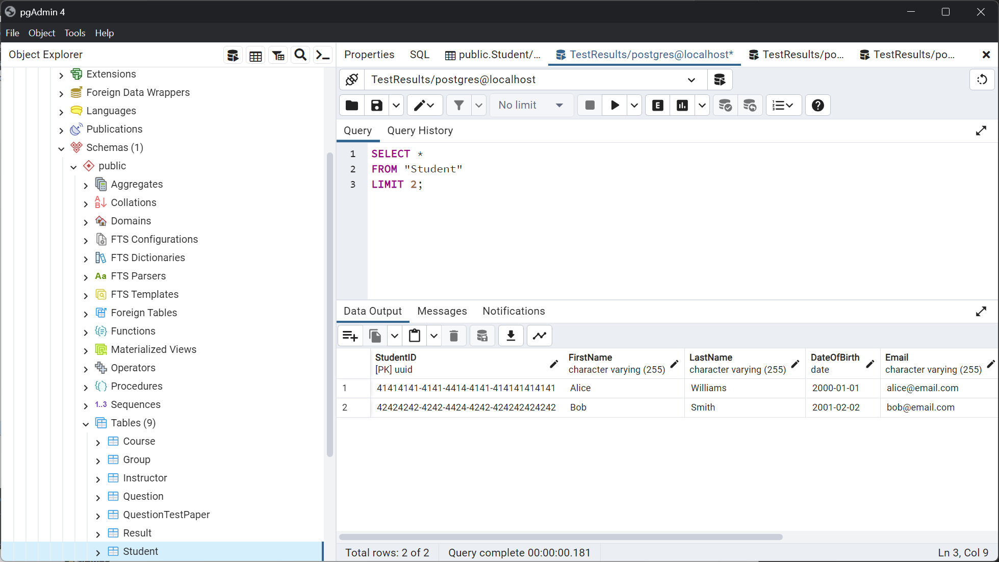 pgAdmin 4
File Object Tools Help
Object Explorer
Extensions
Foreign Data Wrappers
Languages
Publications
Schemas (1)
public
Aggregates
Collations
Domains
FTS Configurations
FTS Dictionaries
Aa FTS Parsers
FTS Templates
Foreign Tables
Functions
Materialized Views
Operators
Procedures
1..3 Sequences
Tables (9)
Course
Group
Instructor
Question
QuestionTestPaper
Result
Student
Properties SQL public.Student/... TestResults/postgres@localhost* TestResults/po... TestResults/po...
TestResults/postgres@localhost
No limit E
Query Query History
1 SELECT *
2 FROM "Student"
3 LIMIT 2;
Data Output Messages Notifications
StudentID FirstName LastName DateOfBirth Email
[PK] uuid character varying (255) character varying (255) date character varying (255)
1 41414141-4141-4414-4141-414141414141 Alice Williams 2000-01-01 alice@email.com
2 42424242-4242-4424-4242-424242424242 Bob Smith 2001-02-02 bob@email.com
Total rows: 2 of 2 Query complete 00:00:00.181 Ln 3, Col 9